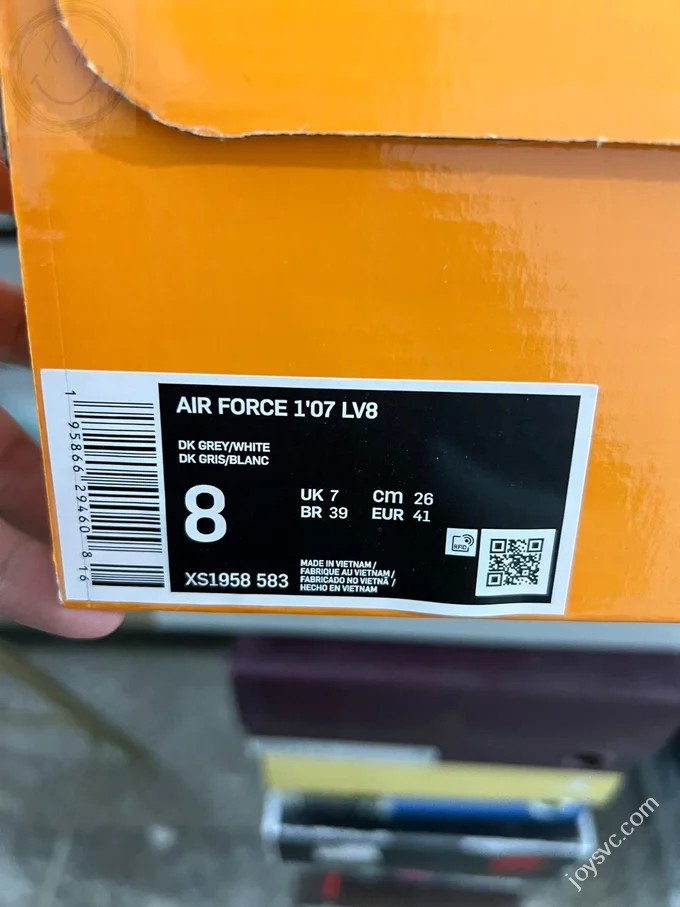 AIR FORCE 1'07 LV8
DK GREY/WHITE
DK GRIS/BLANC
8
UK 7 cm 26
BR 39 EUR 41
RFID
XS1958 583
MADE IN VIETNAM /
FABRIQUE AU VIETNAM /
FABRICADO NO VIETNÃ /
HECHO EN VIETNAM
1 95866 29460 8 16
joysvc.com